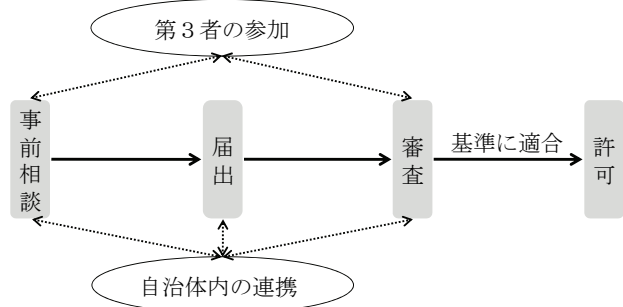 第３者の参加
事前相談
届出
審査
基準に適合
許可
自治体内の連携